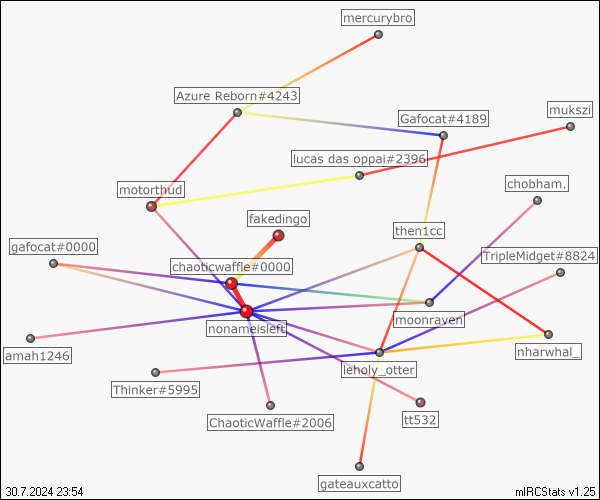 mercurybro
Azure Reborn#4243
mukszi
Gafocat#4189
lucas das oppai#2396
chobham.
motorthud
fakedingo
then1cc
gafocat#0000
TripleMidget#8824
chaoticwaffle#0000
moonraven
nonameisleft
nharwhal_
amah1246
leholy_otter
Thinker#5995
tt532
ChaoticWaffle#2006
gateauxcatto
30.7.2024 23:54
mIRCStats v1.25